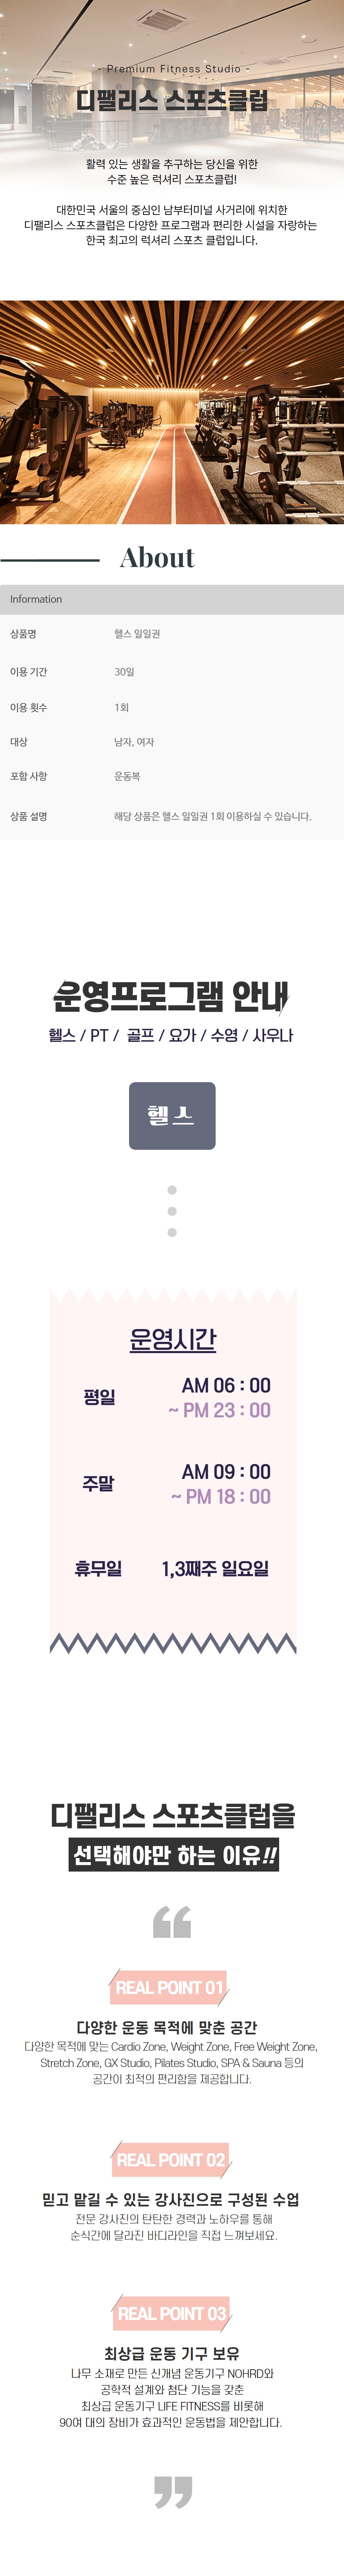 - Premium Fitness Studio -
디팰리스 스포츠클럽
활력 있는 생활을 추구하는 당신을 위한
수준 높은 럭셔리 스포츠클럽!
대한민국 서울의 중심인 남부터미널 사거리에 위치한
디팰리스 스포츠클럽은 다양한 프로그램과 편리한 시설을 자랑하는
한국 최고의 럭셔리 스포츠 클럽입니다.
About
Information
상품명 헬스 일일권
이용 기간 30일
이용 횟수 1회
대상 남자, 여자
포함 사항 운동복
상품 설명 해당 상품은 헬스 일일권 1회 이용하실 수 있습니다.
운영프로그램 안내
헬스 / PT / 골프 / 요가 / 수영 / 사우나
헬스
운영시간
평일 AM 06 : 00
~ PM 23 : 00
주말 AM 09 : 00
~ PM 18 : 00
휴무일 1,3째주 일요일
디팰리스 스포츠클럽을
선택해야만 하는 이유!!
REAL POINT 01
다양한 운동 목적에 맞춘 공간
다양한 목적에 맞는 Cardio Zone, Weight Zone, Free Weight Zone,
Stretch Zone, GX Studio, Pilates Studio, SPA & Sauna 등의
공간이 최적의 편리함을 제공합니다.
REAL POINT 02
믿고 맡길 수 있는 강사진으로 구성된 수업
전문 강사진의 탄탄한 경력과 노하우를 통해
순식간에 달라진 바디라인을 직접 느껴보세요.
REAL POINT 03
최상급 운동 기구 보유
나무 소재로 만든 신개념 운동기구 NOHRD와
공학적 설계와 첨단 기능을 갖춘
최상급 운동기구 LIFE FITNESS를 비롯해
90여 대의 장비가 효과적인 운동법을 제안합니다.